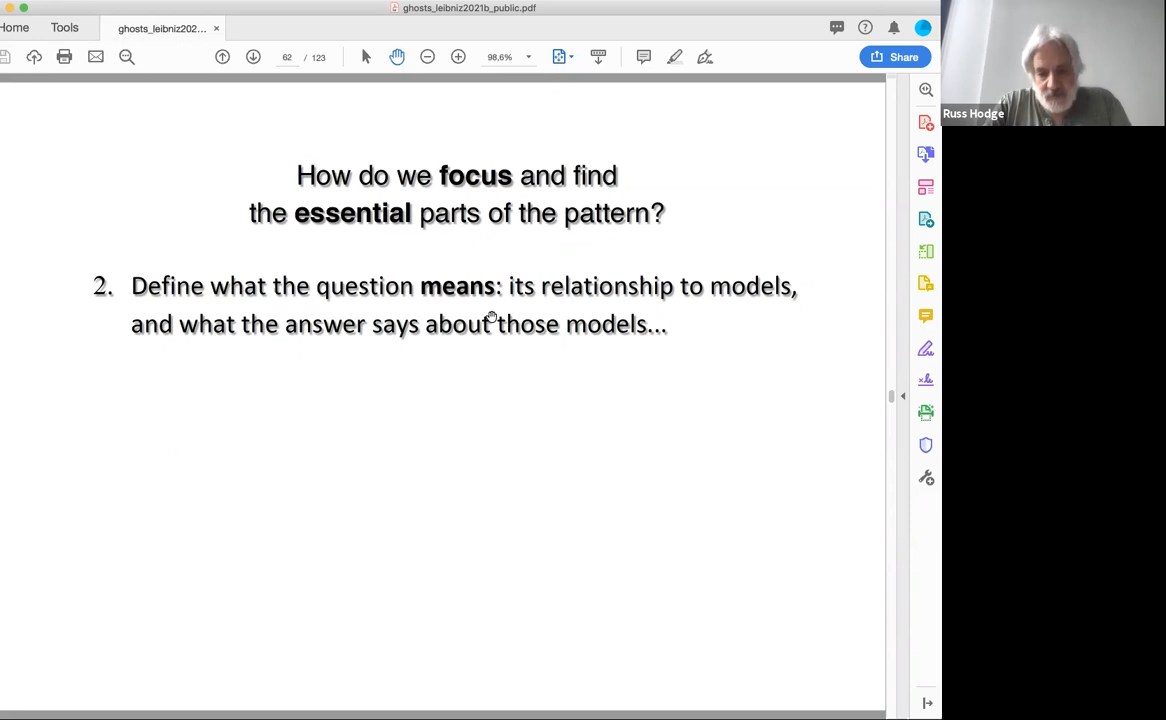 ghosts_leibniz2021b_public.pdf
Home
Tools
ghosts_leibniz202... ×
62 / 123
98,6%
Share
Russ Hodge
How do we focus and find
the essential parts of the pattern?
2. Define what the question means: its relationship to models,
and what the answer says about those models...